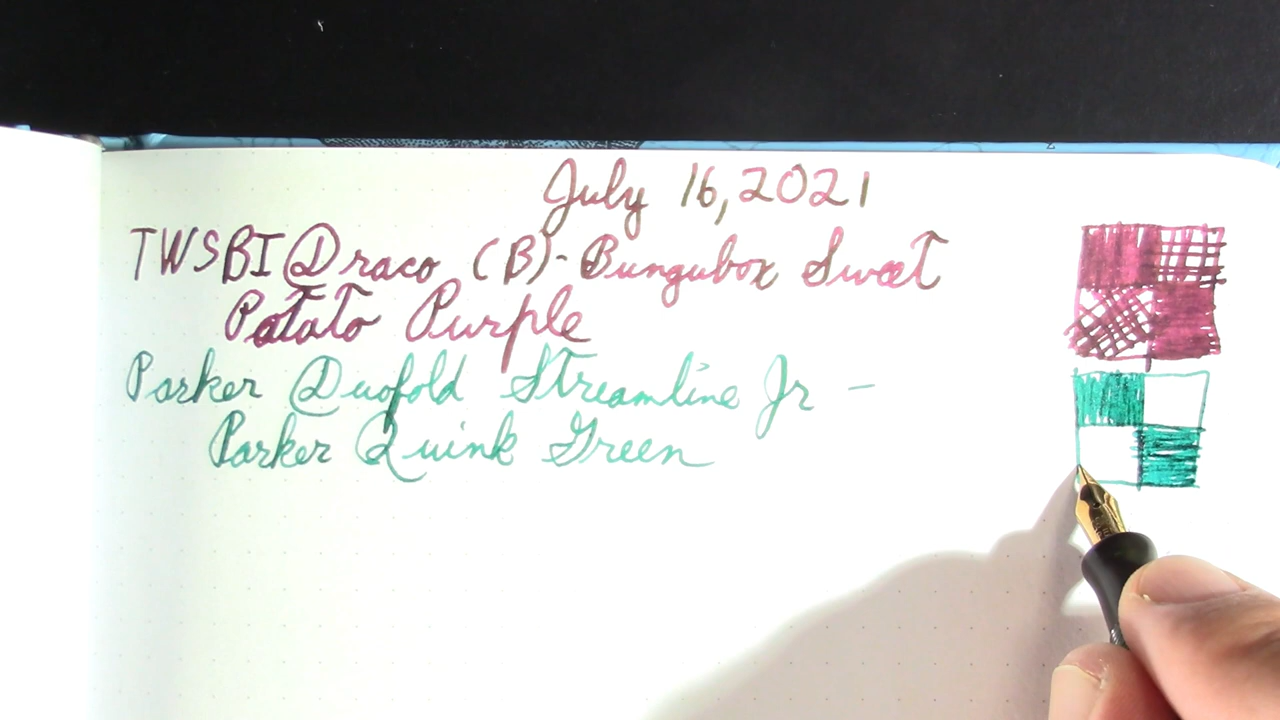 July 16, 2021
TWSBI Draco (B) - Bungubox Sweet
Potato Purple
Parker Duofold Streamline Jr -
Parker Quink Green